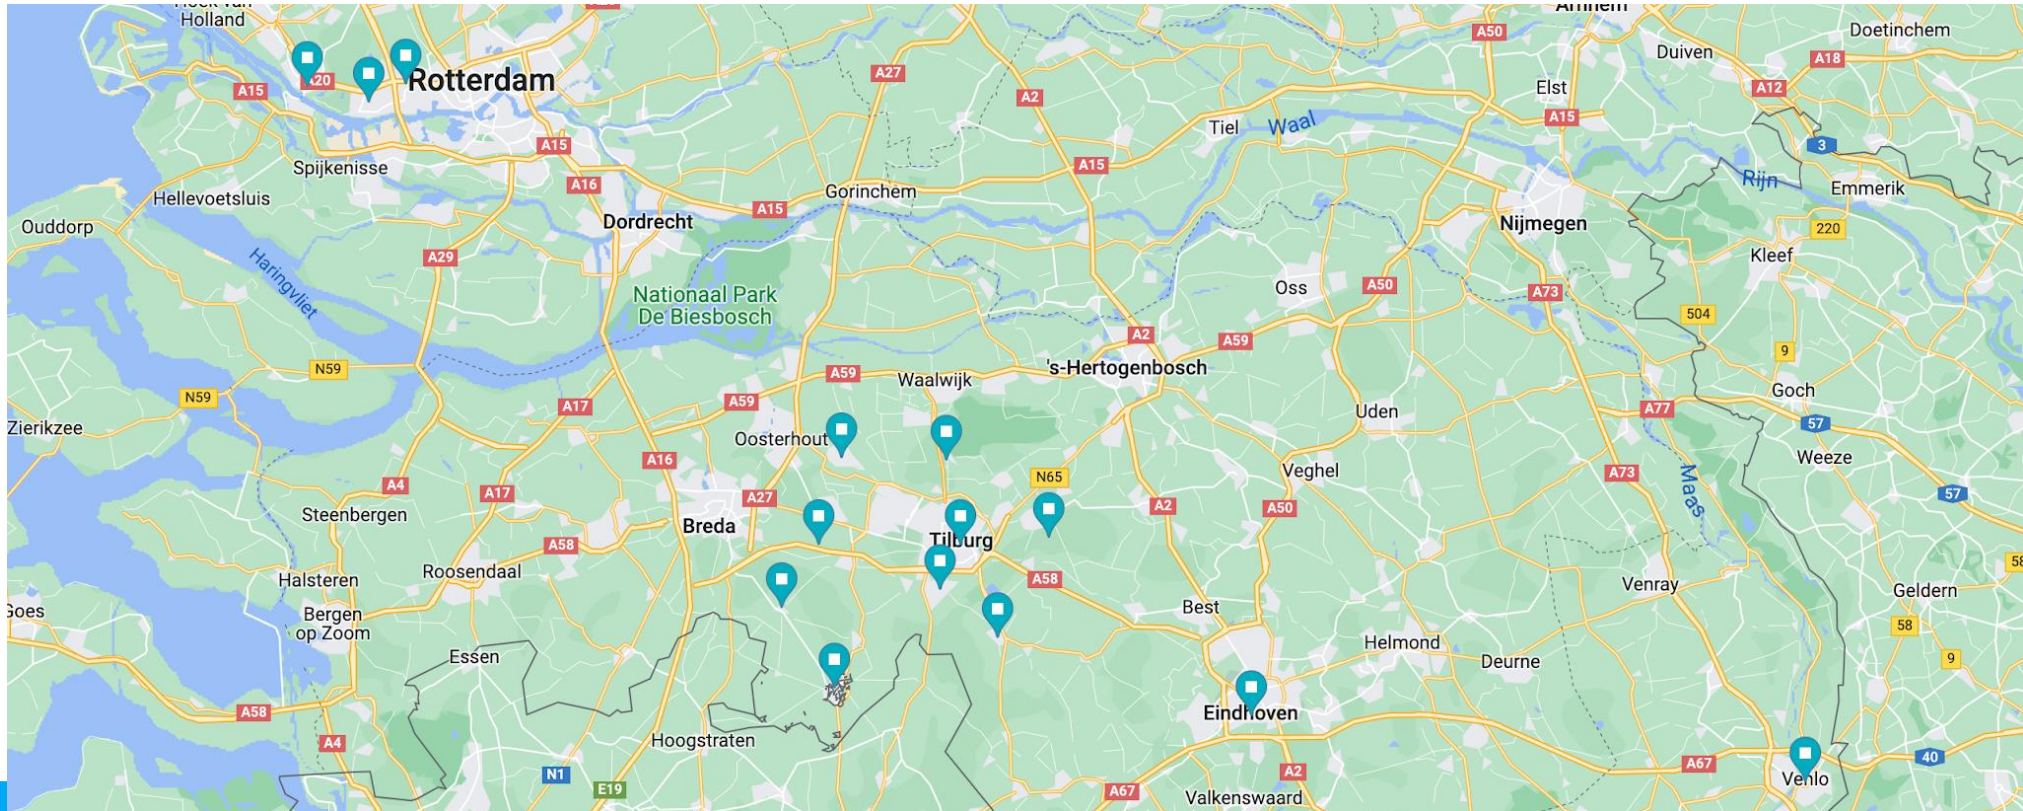 Holland
Arnhem
A50
Doetinchem
Duiven
A18
A27
A20
Rotterdam
A15
A2
Elst
A12
A15
Tiel
Waal
A15
3
Spijkenisse
A15
A16
Gorinchem
Rijn
Emmerik
Hellevoetsluis
A15
Ouddorp
Dordrecht
Nijmegen
220
A29
Kleef
Haringvliet
Nationaal Park
De Biesbosch
Oss
A50
A73
504
A2
A59
9
N59
's-Hertogenbosch
A59
Waalwijk
N59
A59
A17
Goch
Uden
A77
57
Zierikzee
Oosterhout
A16
Veghel
A73
Weeze
N65
A4
A17
A27
A2
A50
Maas
57
Steenbergen
Breda
Tilburg
A58
58
Roosendaal
A58
Halsteren
Venray
Geldern
Goes
Bergen
op Zoom
Best
58
Essen
Helmond
Deurne
9
A58
Eindhoven
A4
Hoogstraten
40
A67
N1
A2
Venlo
E19
A67
Valkenswaard